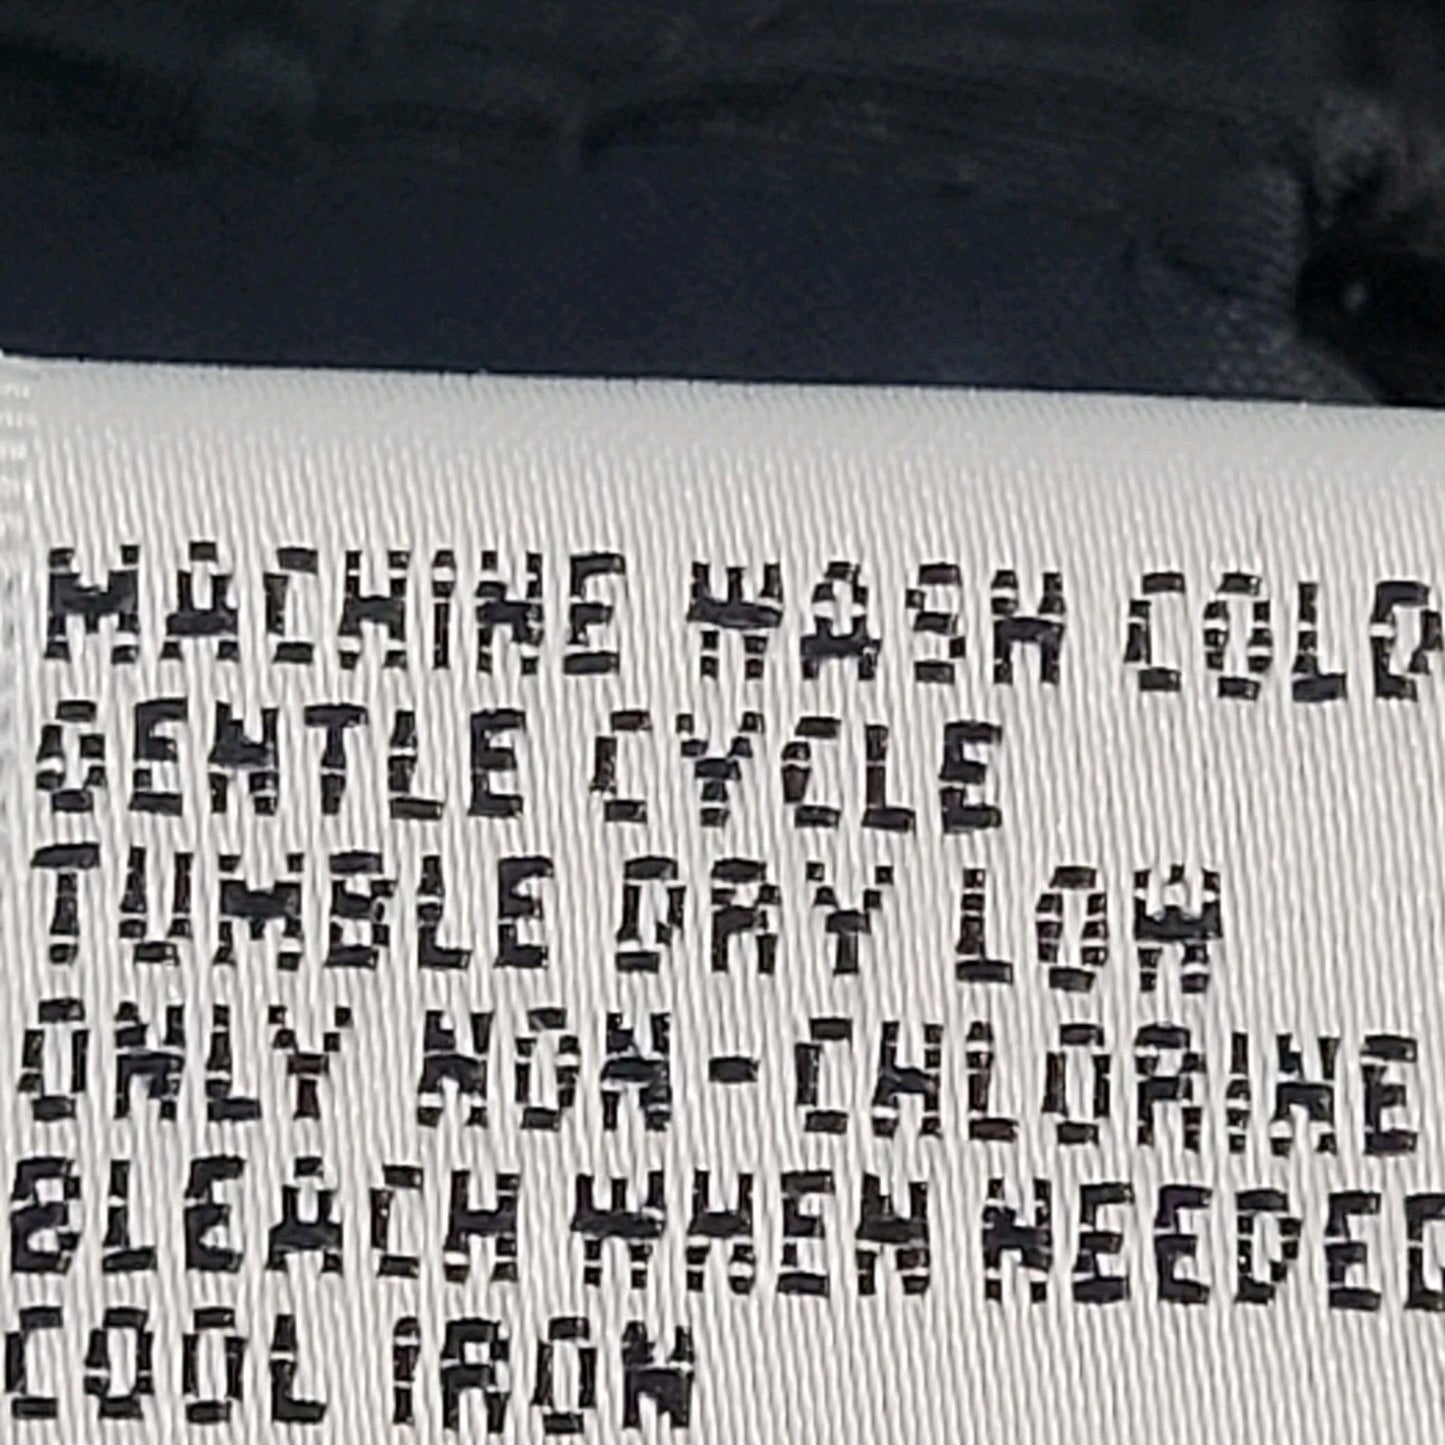 MACHINE WASH COLD
GENTLE CYCLE
TUMBLE DRY LOW
ONLY NON-CHLORINE
BLEACH WHEN NEEDED
COOL IRON